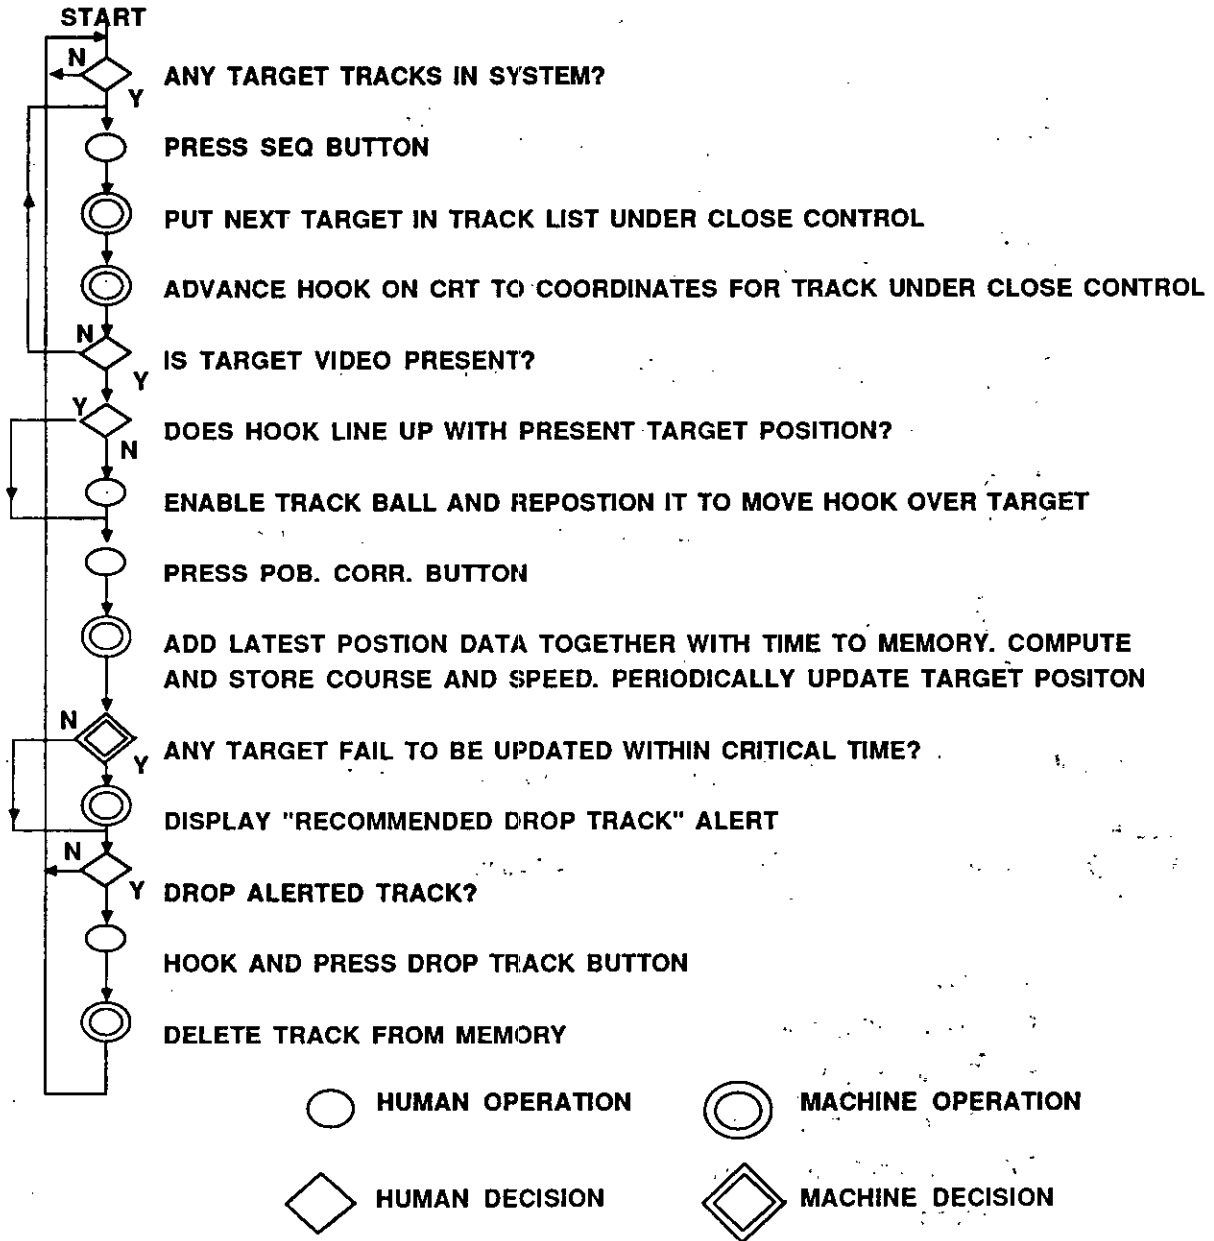 START
N
ANY TARGET TRACKS IN SYSTEM?
Y
PRESS SEQ BUTTON
PUT NEXT TARGET IN TRACK LIST UNDER CLOSE CONTROL
ADVANCE HOOK ON CRT TO COORDINATES FOR TRACK UNDER CLOSE CONTROL
N
IS TARGET VIDEO PRESENT?
Y
Y
DOES HOOK LINE UP WITH PRESENT TARGET POSITION?
N
ENABLE TRACK BALL AND REPOSTION IT TO MOVE HOOK OVER TARGET
PRESS POB. CORR. BUTTON
ADD LATEST POSTION DATA TOGETHER WITH TIME TO MEMORY. COMPUTE
AND STORE COURSE AND SPEED. PERIODICALLY UPDATE TARGET POSITON
N
ANY TARGET FAIL TO BE UPDATED WITHIN CRITICAL TIME?
Y
DISPLAY "RECOMMENDED DROP TRACK" ALERT
N
Y DROP ALERTED TRACK?
HOOK AND PRESS DROP TRACK BUTTON
DELETE TRACK FROM MEMORY
HUMAN OPERATION MACHINE OPERATION
HUMAN DECISION MACHINE DECISION